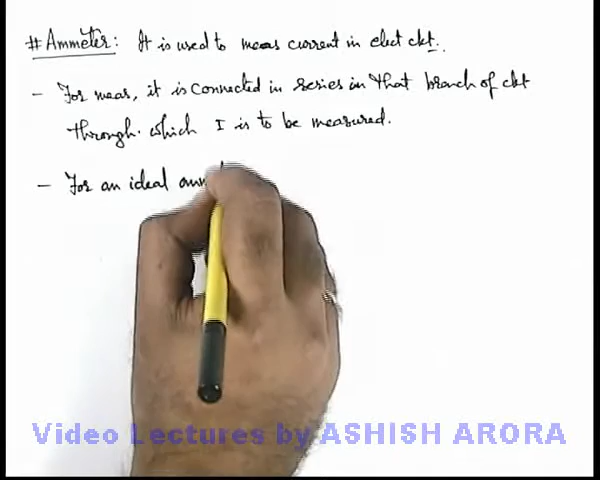 # Ammeter: It is used to meas current in elect ckt.
- For meas, it is connected in series in that branch of ckt
through which I is to be measured.
- For an ideal amm
Video Lectures by ASHISH ARORA